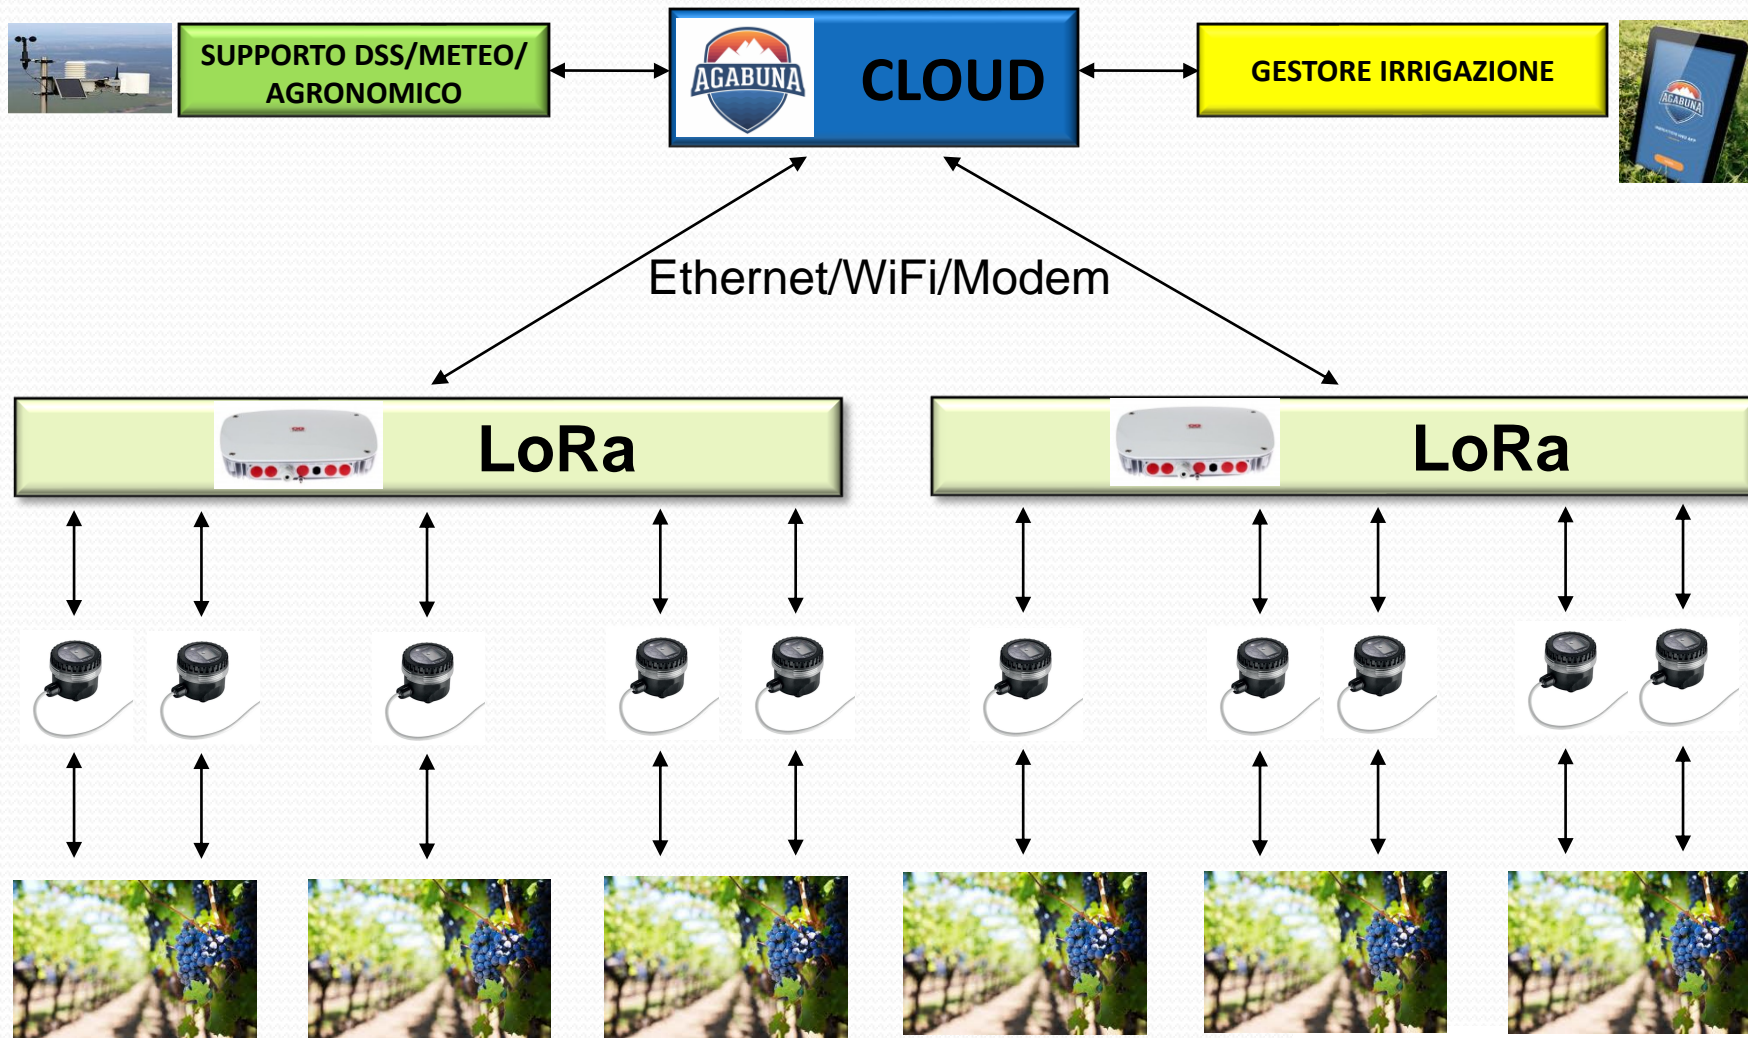 SUPPORTO DSS/METEO/
AGRONOMICO
AGABUNA
CLOUD
GESTORE IRRIGAZIONE
AGABUNA
Ethernet/WiFi/Modem
LoRa
LoRa